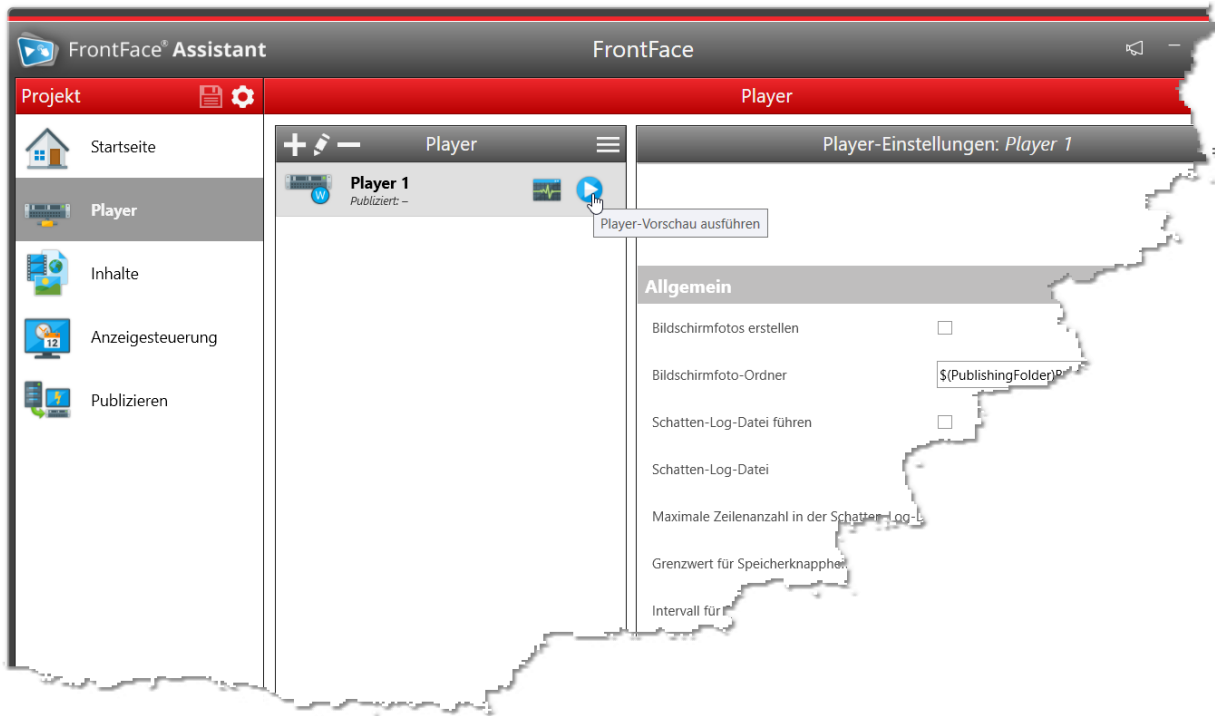 FrontFace® Assistant
FrontFace
Projekt
Player
Startseite
Player
Inhalte
Anzeigesteuerung
12
Publizieren
Player
Player 1
W
Publiziert: –
Player-Vorschau ausführen
Player-Einstellungen: Player 1
Allgemein
Bildschirmfotos erstellen
Bildschirmfoto-Ordner
$(PublishingFolder)
Schatten-Log-Datei führen
Schatten-Log-Datei
Maximale Zeilenanzahl in der Schatten-Log-
Grenzwert für
Intervall für